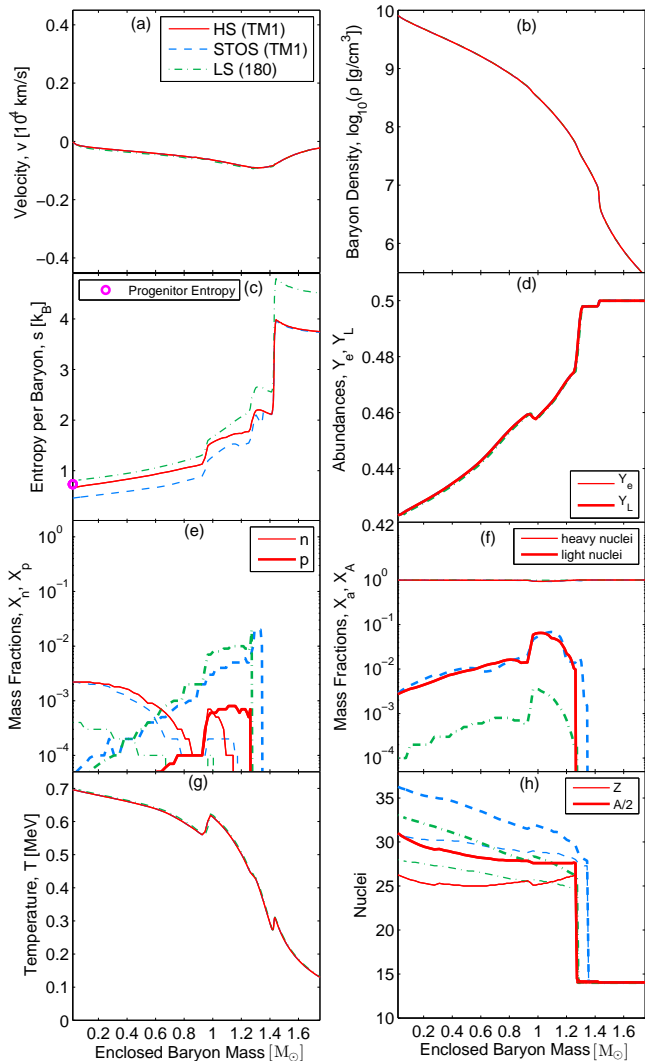 (a)
HS (TM1)
STOS (TM1)
LS (180)
Velocity, v [10⁴ km/s]
0.4
0.2
0
−0.2
−0.4
(b)
Baryon Density, log₁₀(ρ [g/cm³])
10
9
8
7
6
Progenitor Entropy
(c)
Entropy per Baryon, s [k_B]
4
3
2
1
(d)
Abundances, Y_e, Y_L
0.5
0.48
0.46
0.44
0.42
Y_e
Y_L
(e)
n
p
Mass Fractions, X_n, X_p
10⁰
10⁻¹
10⁻²
10⁻³
10⁻⁴
(f)
heavy nuclei
light nuclei
Mass Fractions, X_a, X_A
10⁰
10⁻¹
10⁻²
10⁻³
10⁻⁴
(g)
Temperature, T [MeV]
0.7
0.6
0.5
0.4
0.3
0.2
0.1
0
0.2 0.4 0.6 0.8 1 1.2 1.4 1.6
Enclosed Baryon Mass [M☉]
(h)
Z
A/2
Nuclei
35
30
25
20
15
10
0.2 0.4 0.6 0.8 1 1.2 1.4 1.6
Enclosed Baryon Mass [M☉]